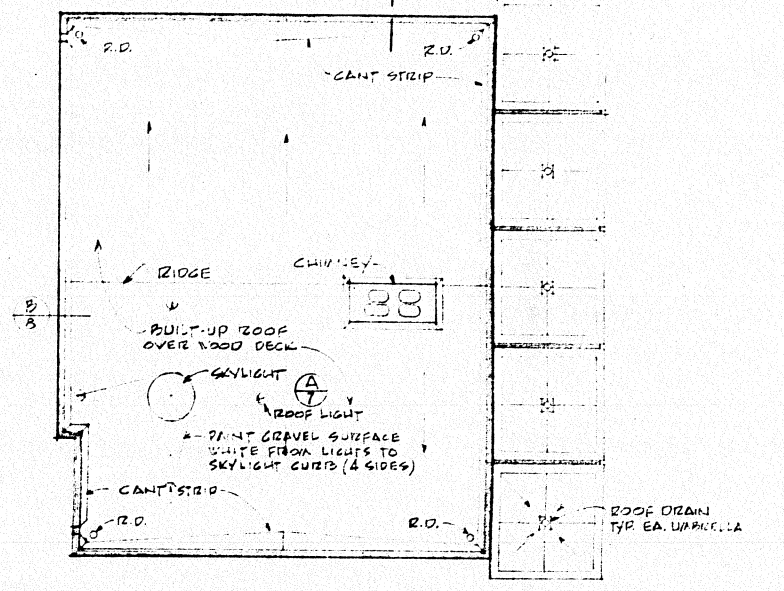 R.D.
R.D.
CANT STRIP
RIDGE
CHIMNEY
B
B
BUILT-UP ROOF
OVER WOOD DECK
SKYLIGHT
A
7
ROOF LIGHT
PAINT GRAVEL SURFACE
WHITE FROM LIGHTS TO
SKYLIGHT CURB (4 SIDES)
CANT STRIP
R.D.
R.D.
ROOF DRAIN
TYP. EA. UMBRELLA